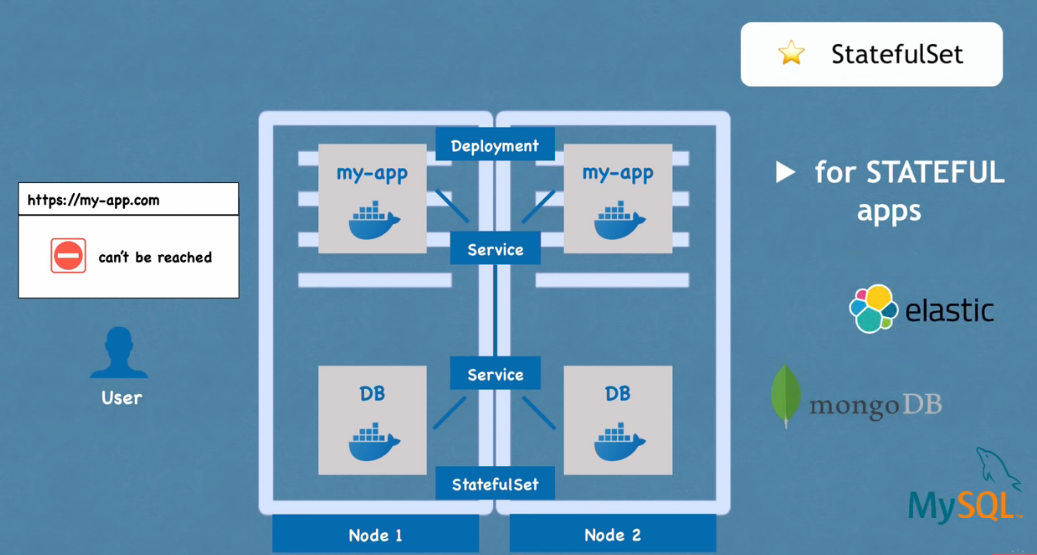 StatefulSet
for STATEFUL
apps
https://my-app.com
can't be reached
User
Deployment
my-app
my-app
Service
Service
DB
DB
StatefulSet
Node 1
Node 2
elastic
mongoDB
MySQL